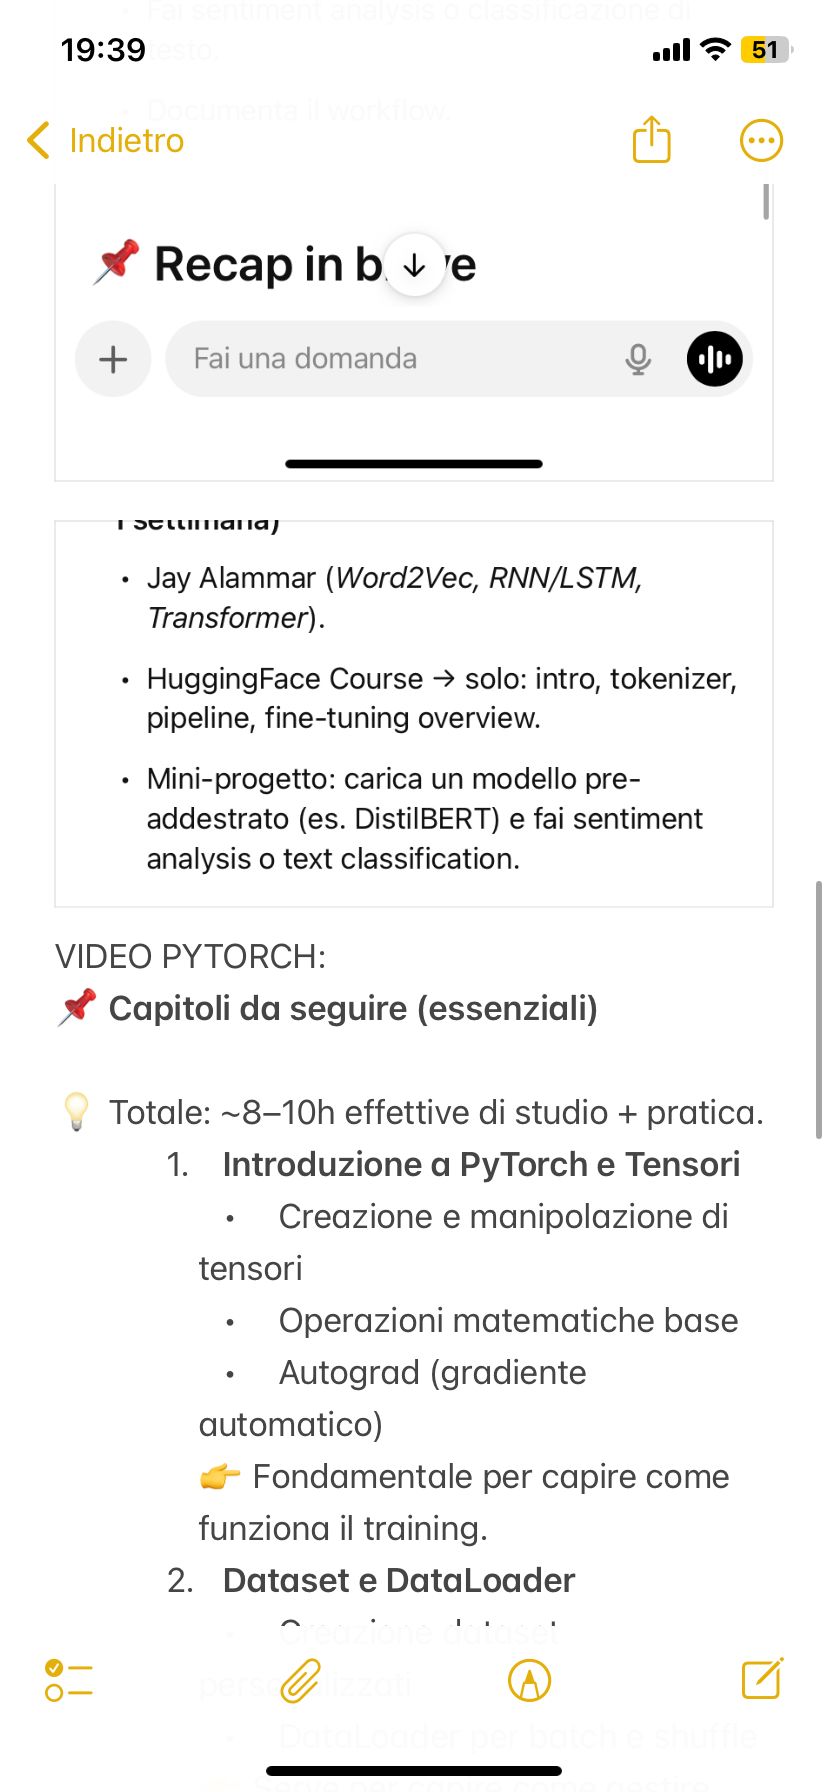 Fai sentiment analysis o classificazione di
testo.
19:39
51
Documenta il workflow.
Indietro
Recap in b ve
Fai una domanda
1 settimana)
• Jay Alammar (Word2Vec, RNN/LSTM,
Transformer).
• HuggingFace Course → solo: intro, tokenizer,
pipeline, fine-tuning overview.
• Mini-progetto: carica un modello pre-
addestrato (es. DistilBERT) e fai sentiment
analysis o text classification.
VIDEO PYTORCH:
📌 Capitoli da seguire (essenziali)
💡 Totale: ~8–10h effettive di studio + pratica.
1. Introduzione a PyTorch e Tensori
• Creazione e manipolazione di
tensori
• Operazioni matematiche base
• Autograd (gradiente
automatico)
👉 Fondamentale per capire come
funziona il training.
2. Dataset e DataLoader
• Creazione dataset
personalizzati
• DataLoader per batch e shuffle
Serve per capire come gestire